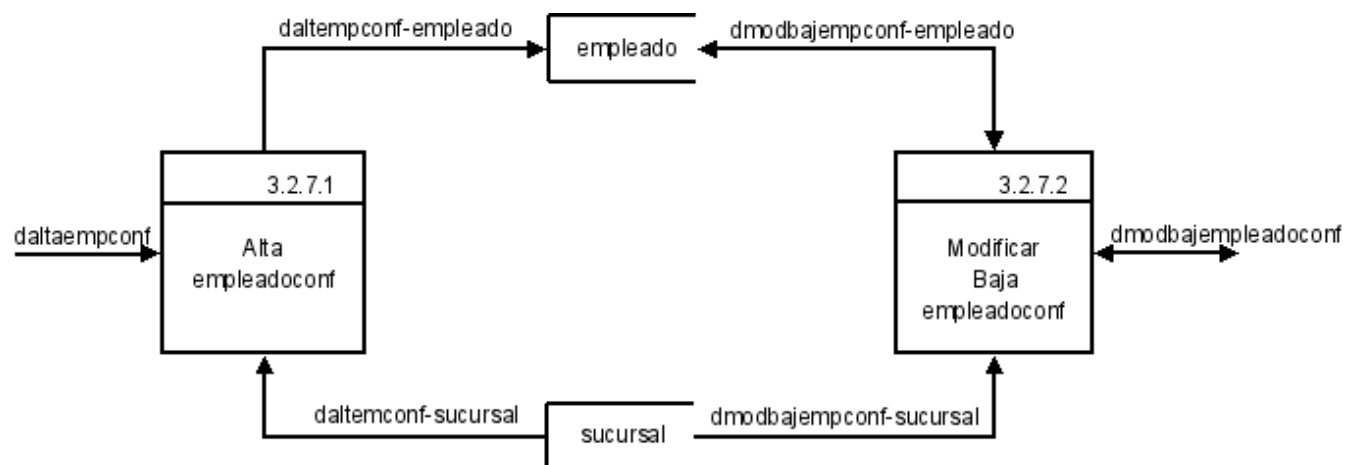 daltempconf-empleado
empleado
dmodbajempconf-empleado
3.2.7.1
3.2.7.2
daltaempconf
Alta
empleadoconf
Modificar
Baja
empleadoconf
dmodbajempleadoconf
daltemconf-sucursal
sucursal
dmodbajempconf-sucursal